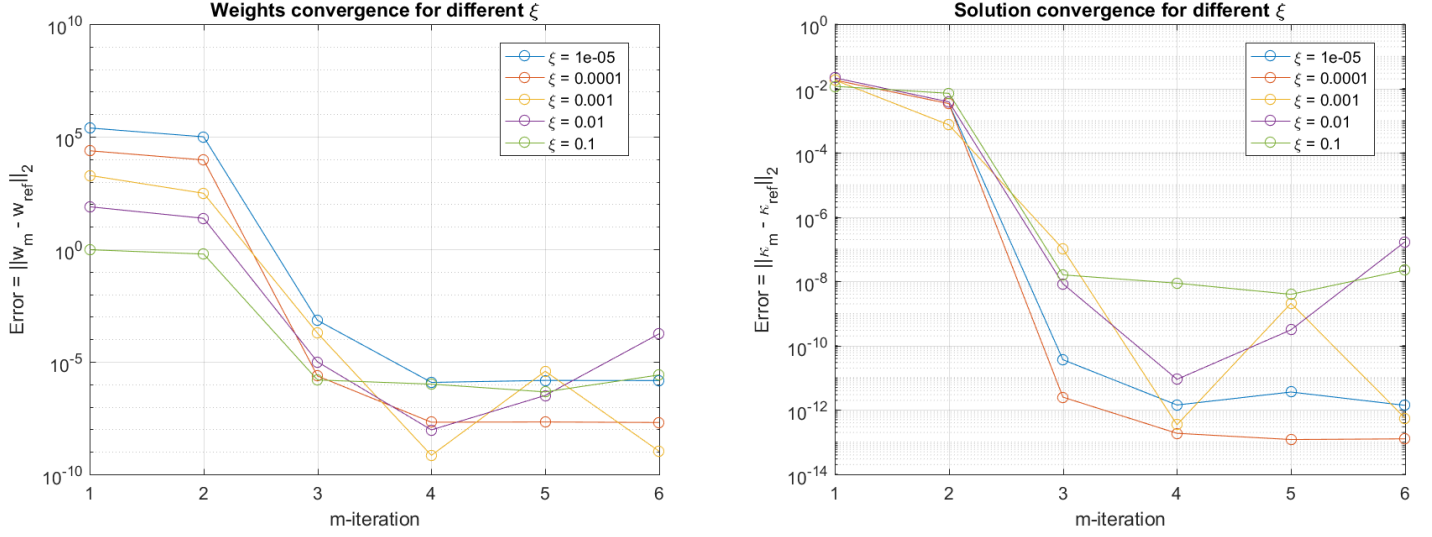 Weights convergence for different ξ
10^10
10^5
10^0
10^-5
10^-10
Error = ||w_m - w_ref||_2
1 2 3 4 5 6
m-iteration
ξ = 1e-05
ξ = 0.0001
ξ = 0.001
ξ = 0.01
ξ = 0.1
Solution convergence for different ξ
10^0
10^-2
10^-4
10^-6
10^-8
10^-10
10^-12
10^-14
Error = ||κ_m - κ_ref||_2
1 2 3 4 5 6
m-iteration
ξ = 1e-05
ξ = 0.0001
ξ = 0.001
ξ = 0.01
ξ = 0.1